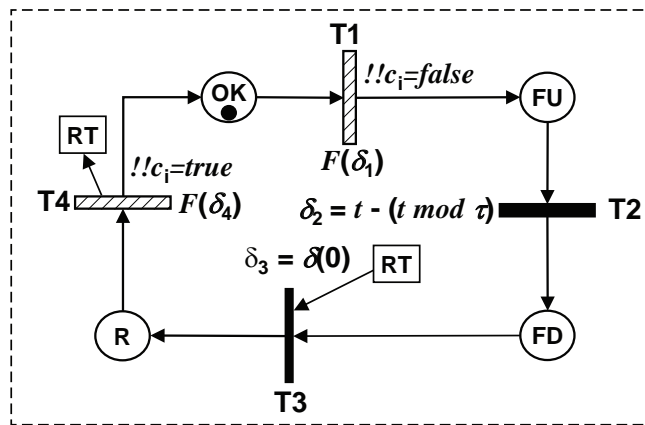 T1
!!cᵢ=false
OK
FU
RT
!!cᵢ=true
F(δ₁)
T4
F(δ₄)
δ₂ = t - (t mod τ)
T2
δ₃ = δ(0)
RT
R
FD
T3